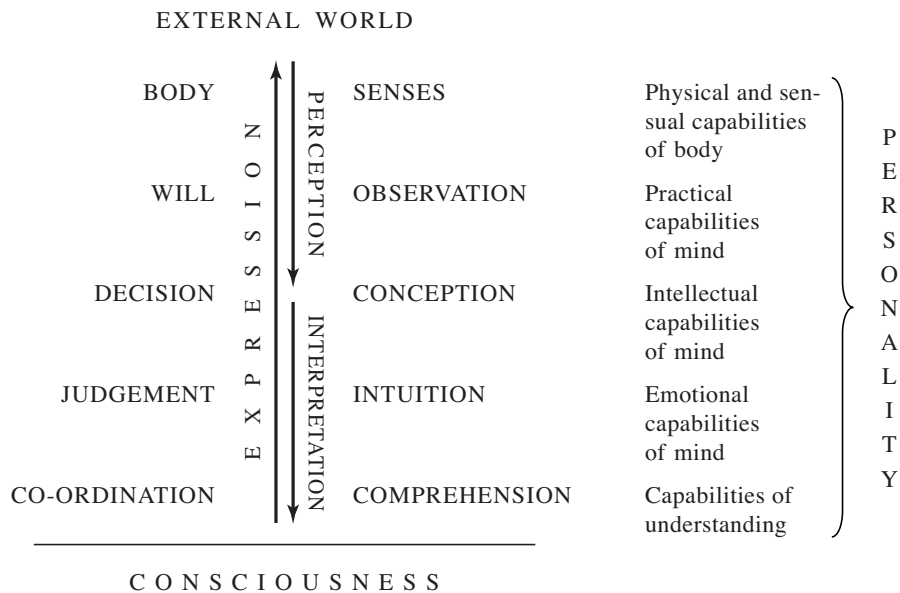 EXTERNAL WORLD
BODY
SENSES
Physical and sen-
sual capabilities
of body
WILL
OBSERVATION
Practical
capabilities
of mind
DECISION
CONCEPTION
Intellectual
capabilities
of mind
JUDGEMENT
INTUITION
Emotional
capabilities
of mind
CO-ORDINATION
COMPREHENSION
Capabilities of
understanding
EXPRESSION
PERCEPTION
INTERPRETATION
PERSONALITY
CONSCIOUSNESS